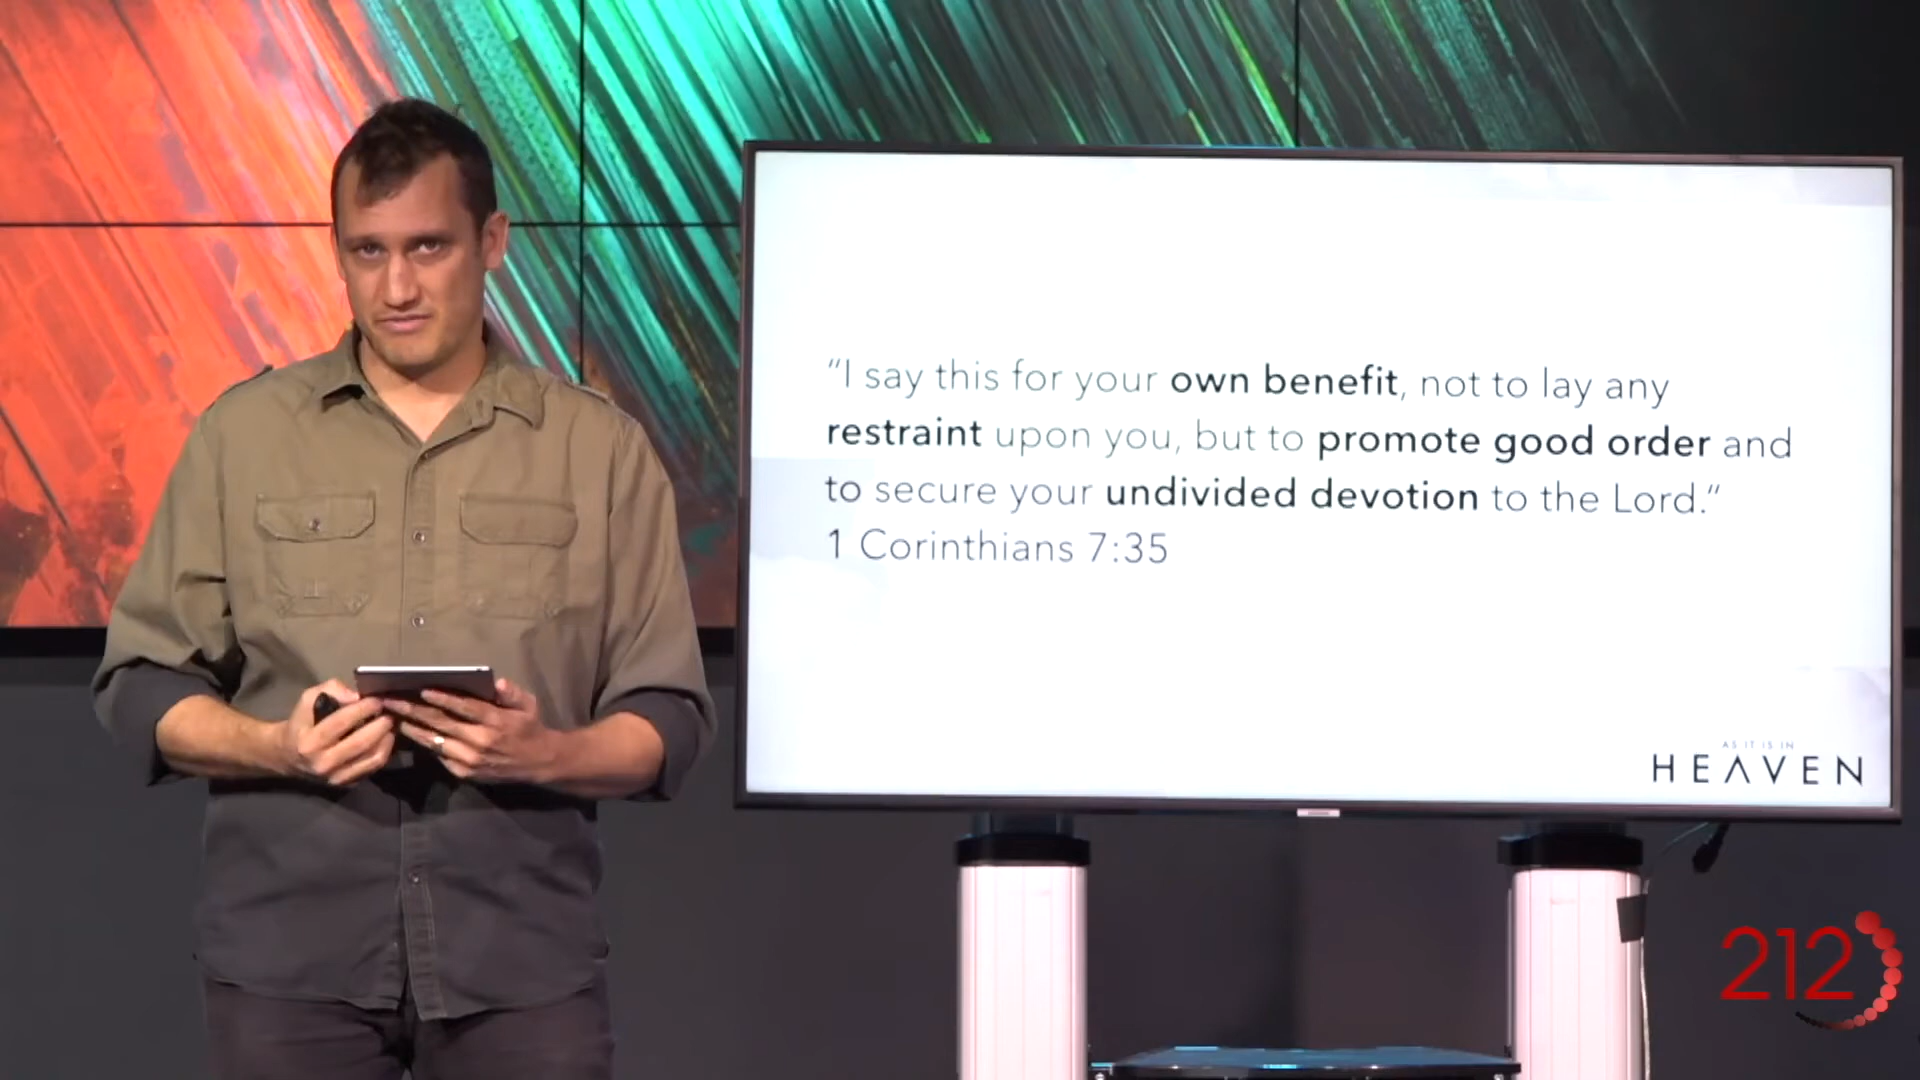 “I say this for your own benefit, not to lay any
restraint upon you, but to promote good order and
to secure your undivided devotion to the Lord.”
1 Corinthians 7:35
AS IT IS IN
HEAVEN
212